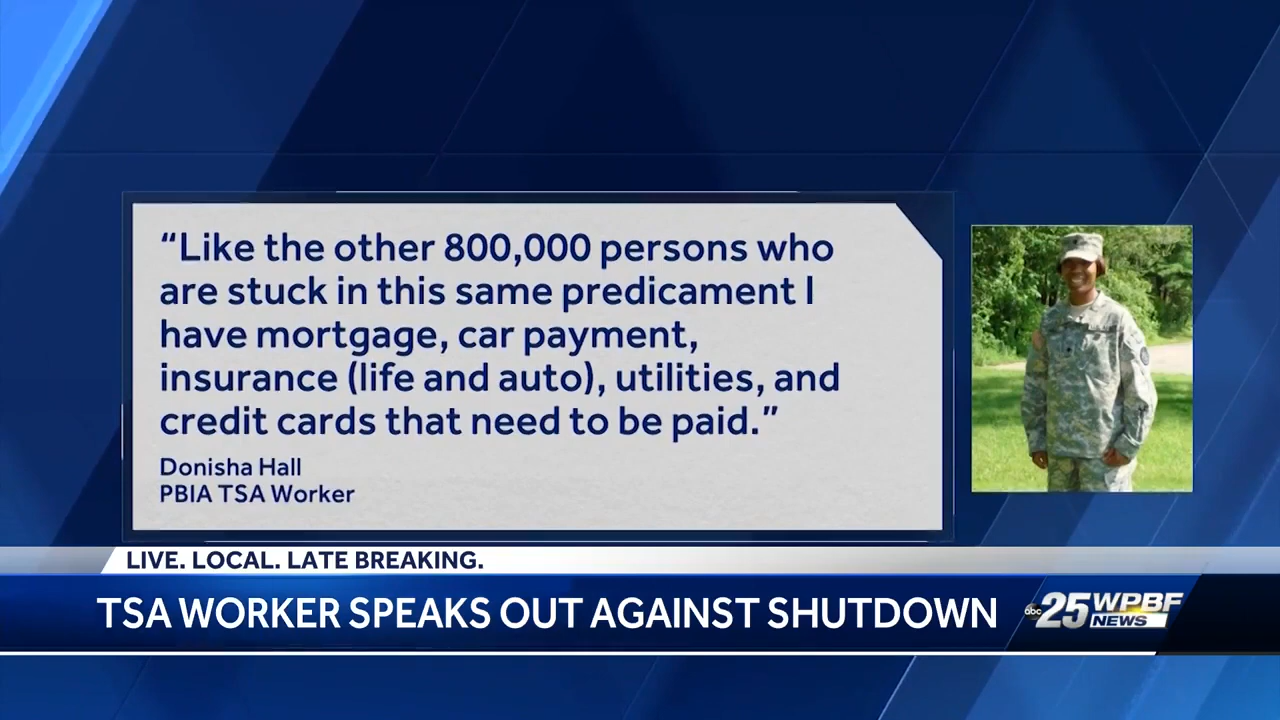 “Like the other 800,000 persons who
are stuck in this same predicament I
have mortgage, car payment,
insurance (life and auto), utilities, and
credit cards that need to be paid.”
Donisha Hall
PBIA TSA Worker
LIVE. LOCAL. LATE BREAKING.
TSA WORKER SPEAKS OUT AGAINST SHUTDOWN
abc 25 WPBF
NEWS